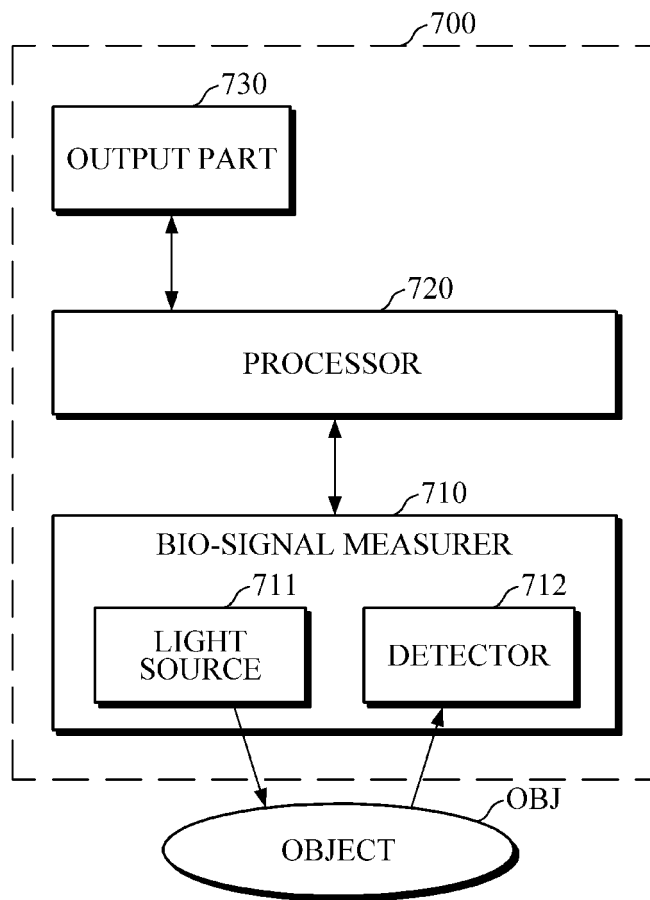 700
730
OUTPUT PART
720
PROCESSOR
710
BIO-SIGNAL MEASURER
711
712
LIGHT
SOURCE
DETECTOR
OBJ
OBJECT